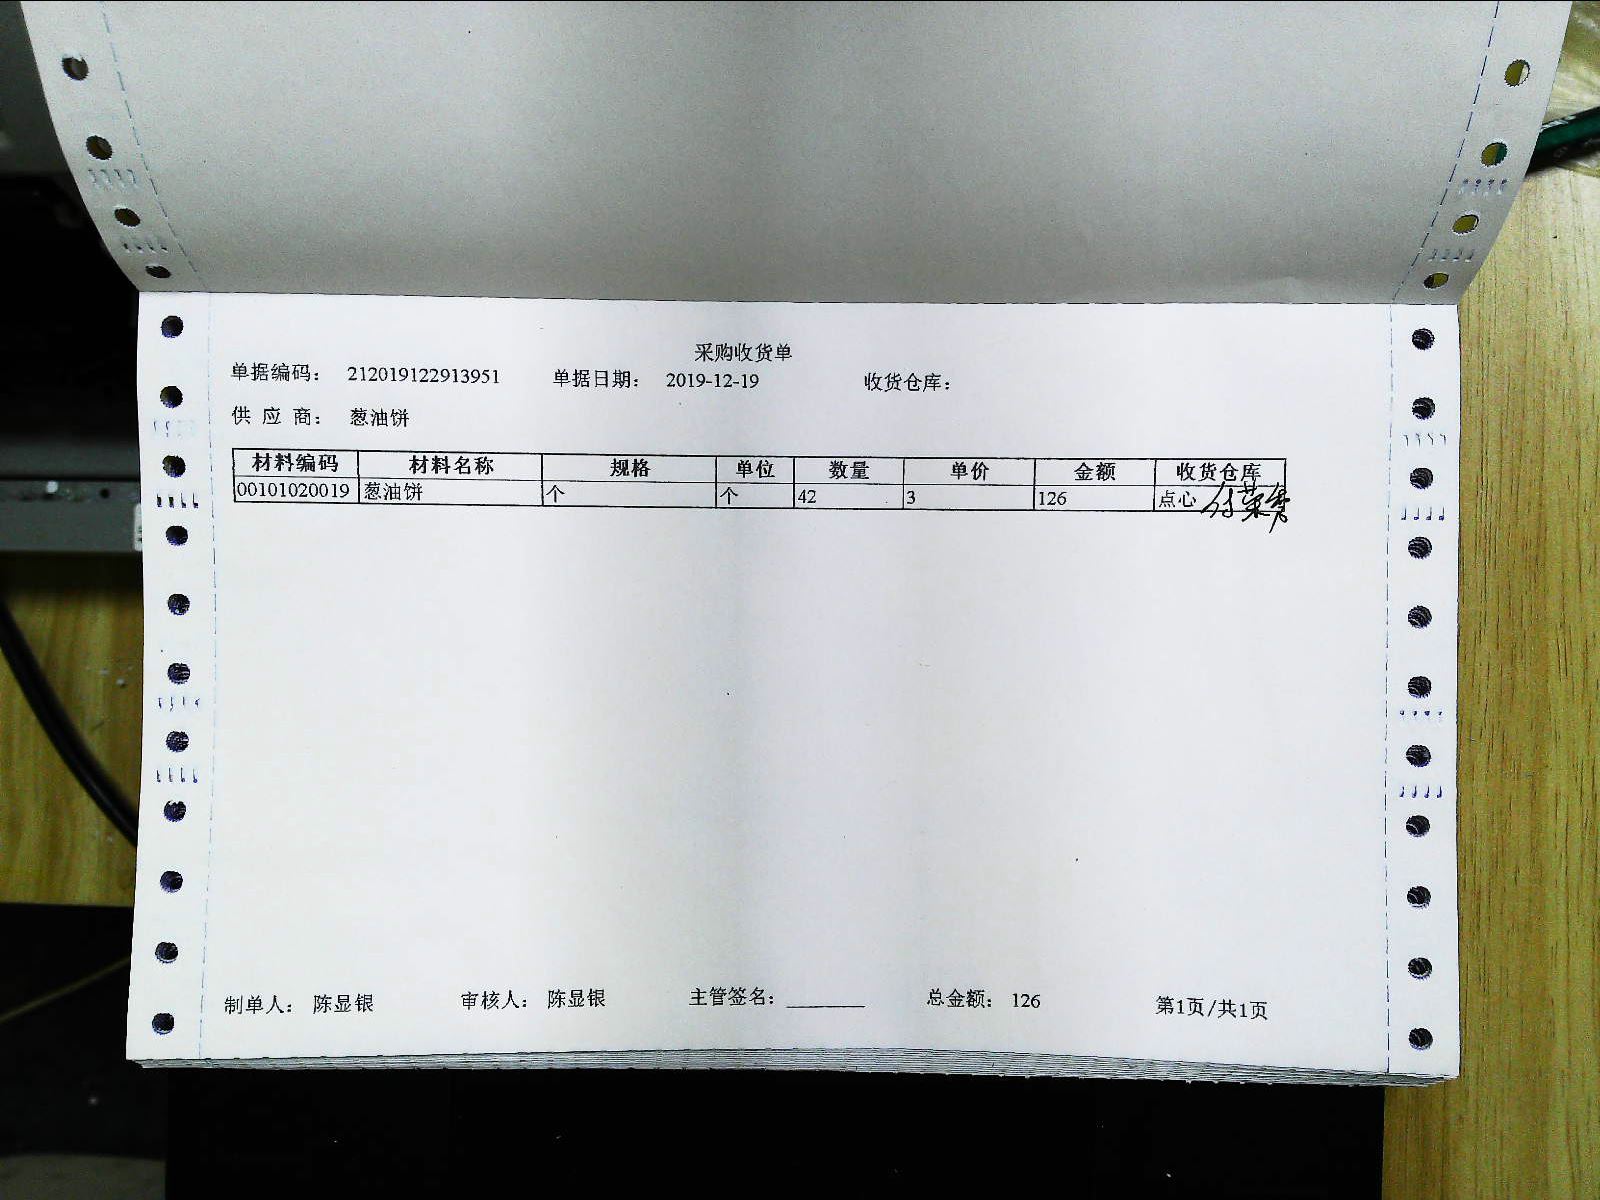 采购收货单
单据编码： 212019122913951 单据日期： 2019-12-19 收货仓库：
供 应 商： 葱油饼
材料编码 材料名称 规格 单位 数量 单价 金额 收货仓库
00101020019 葱油饼 个 个 42 3 126 点心
制单人： 陈显银 审核人： 陈显银 主管签名：________ 总金额： 126 第1页/共1页